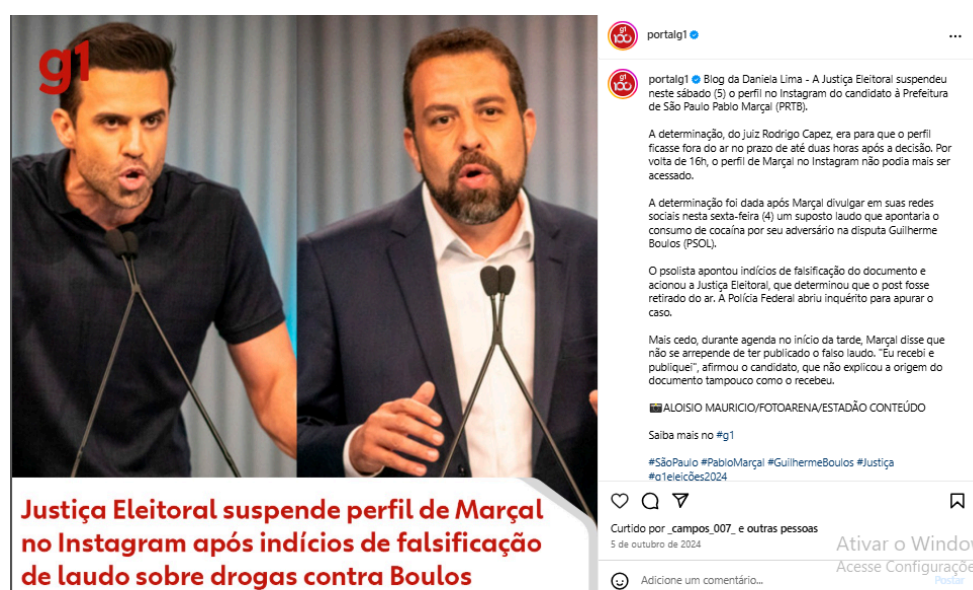 g1
Justiça Eleitoral suspende perfil de Marçal
no Instagram após indícios de falsificação
de laudo sobre drogas contra Boulos
g1
100
portalg1
...
g1
100
portalg1 Blog da Daniela Lima - A Justiça Eleitoral suspendeu
neste sábado (5) o perfil no Instagram do candidato à Prefeitura
de São Paulo Pablo Marçal (PRTB).
A determinação, do juiz Rodrigo Capez, era para que o perfil
ficasse fora do ar no prazo de até duas horas após a decisão. Por
volta de 16h, o perfil de Marçal no Instagram não podia mais ser
acessado.
A determinação foi dada após Marçal divulgar em suas redes
sociais nesta sexta-feira (4) um suposto laudo que apontaria o
consumo de cocaína por seu adversário na disputa Guilherme
Boulos (PSOL).
O psolista apontou indícios de falsificação do documento e
acionou a Justiça Eleitoral, que determinou que o post fosse
retirado do ar. A Polícia Federal abriu inquérito para apurar o
caso.
Mais cedo, durante agenda no início da tarde, Marçal disse que
não se arrepende de ter publicado o falso laudo. "Eu recebi e
publiquei", afirmou o candidato, que não explicou a origem do
documento tampouco como o recebeu.
📸ALOISIO MAURICIO/FOTOARENA/ESTADÃO CONTEÚDO
Saiba mais no #g1
#SãoPaulo #PabloMarçal #GuilhermeBoulos #Justiça
#g1eleições2024
Curtido por _campos_007_ e outras pessoas
5 de outubro de 2024
Ativar o Window
Acesse Configuraçõe
Adicione um comentário...
Postar